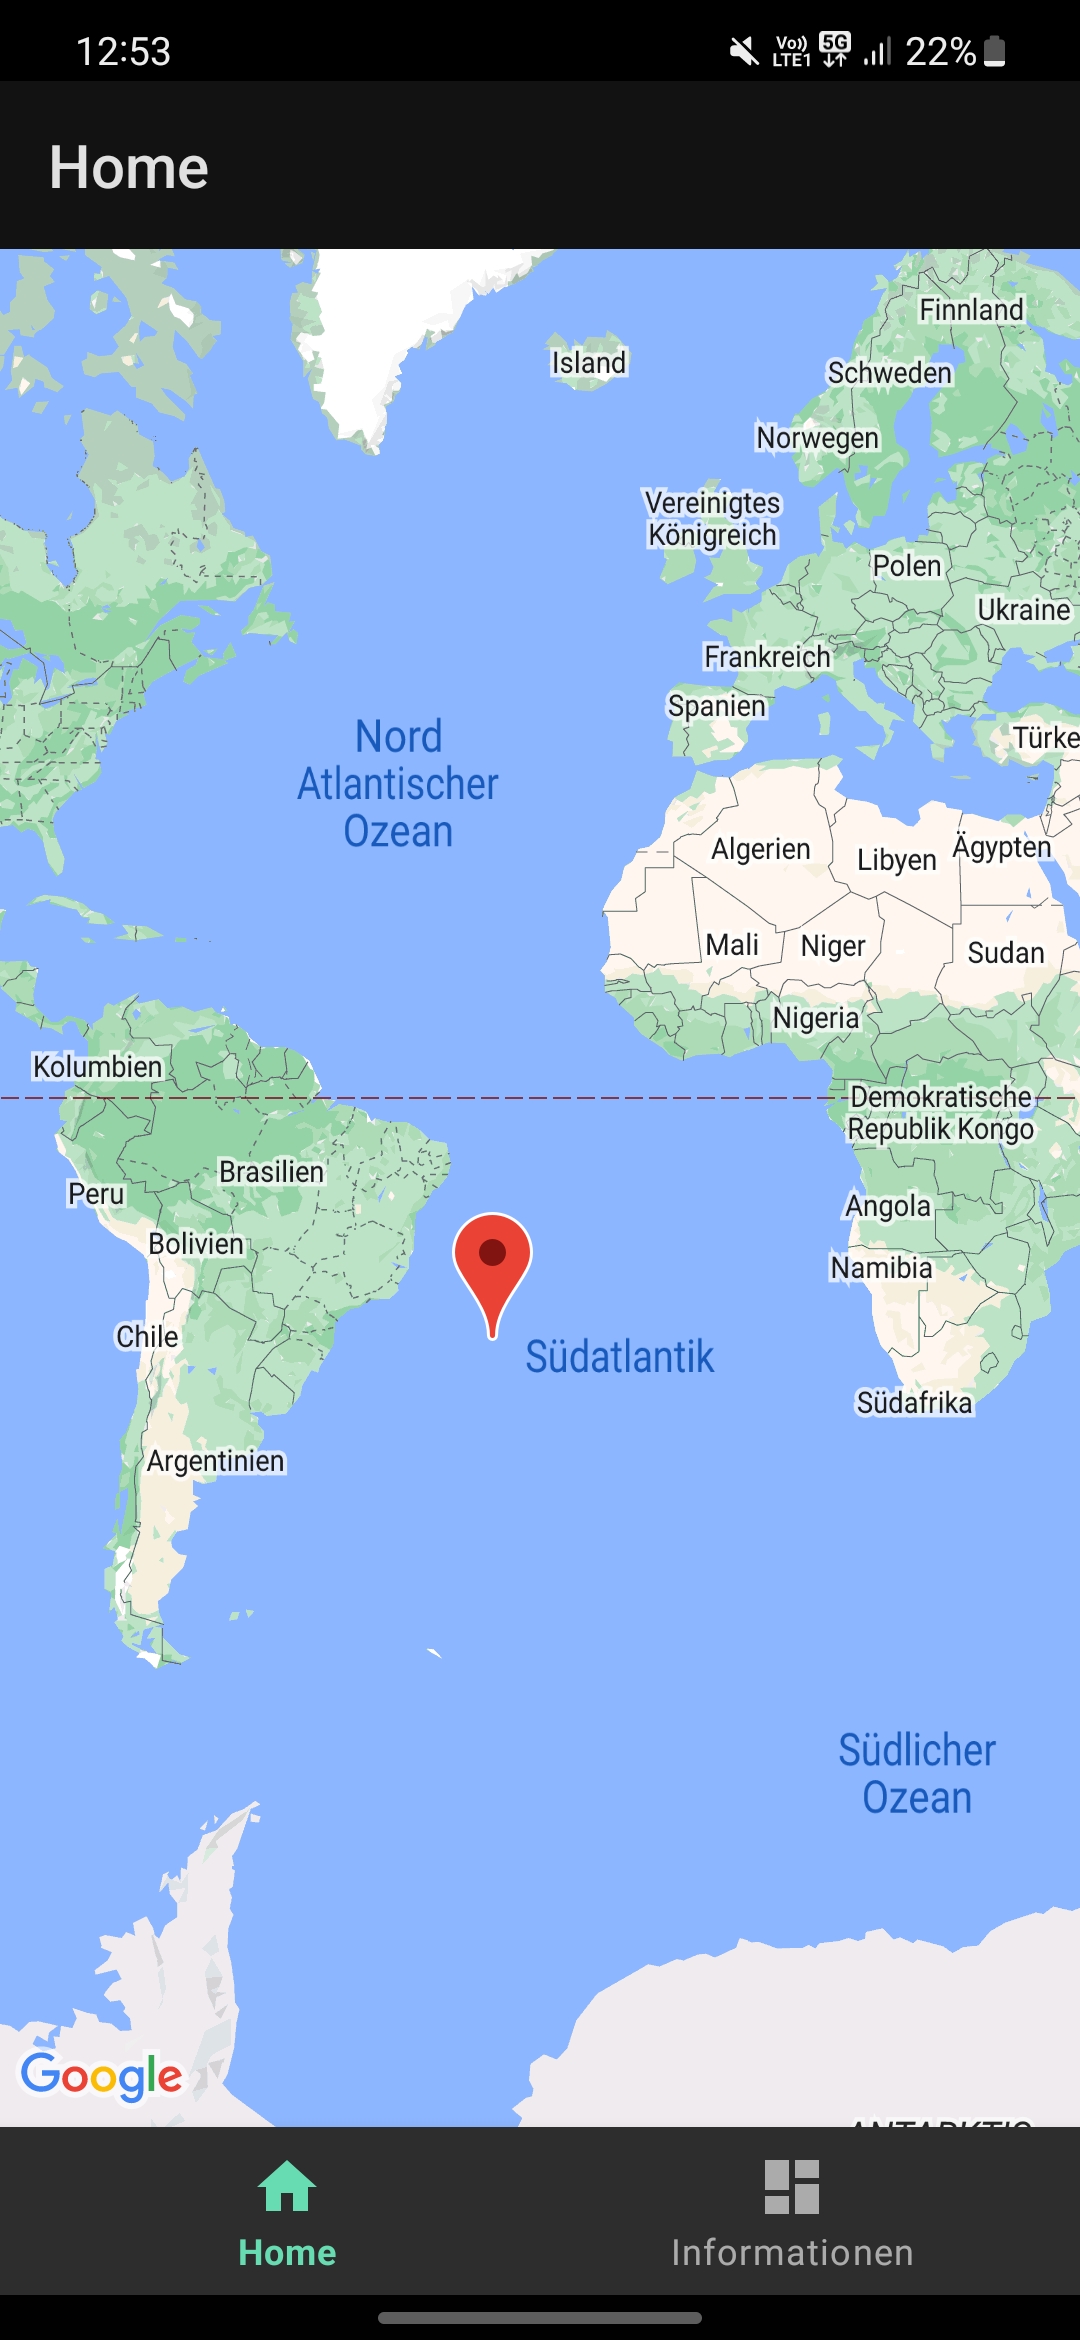 12:53
Vo)) LTE1 5G 22%
Home
Finnland
Island
Schweden
Norwegen
Vereinigtes
Königreich
Polen
Ukraine
Frankreich
Spanien
Nord
Atlantischer
Ozean
Türke
Algerien
Libyen
Ägypten
Mali
Niger
Sudan
Nigeria
Kolumbien
Demokratische
Republik Kongo
Brasilien
Peru
Angola
Bolivien
Namibia
Chile
Südatlantik
Südafrika
Argentinien
Südlicher
Ozean
Google
Home
Informationen